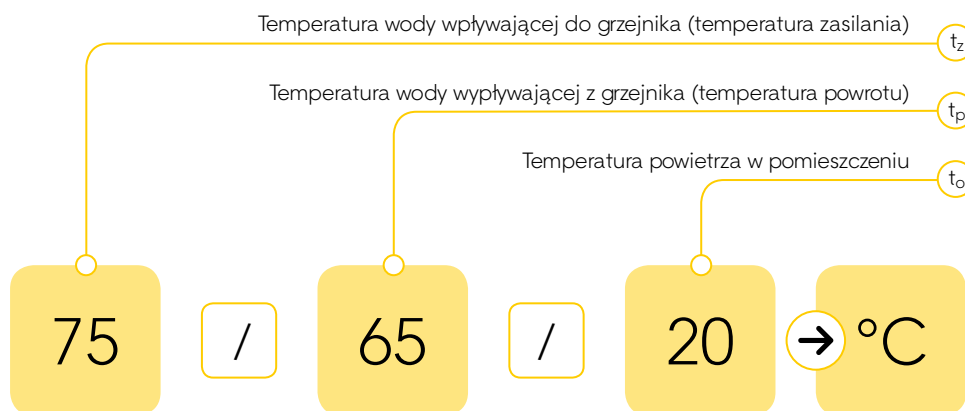 Temperatura wody wpływającej do grzejnika (temperatura zasilania) tz
Temperatura wody wypływającej z grzejnika (temperatura powrotu) tp
Temperatura powietrza w pomieszczeniu to
75 / 65 / 20 → °C